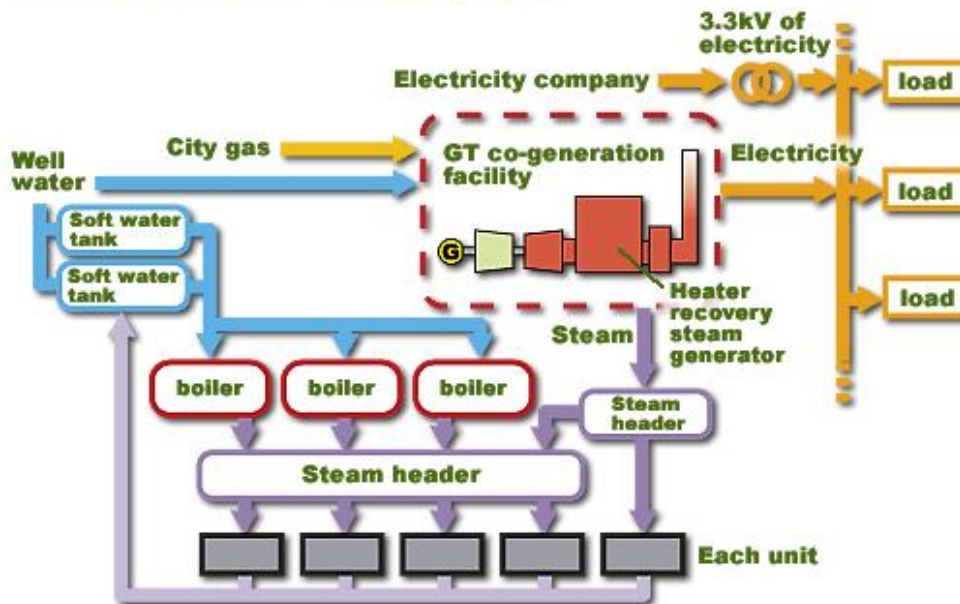 3.3kV of
electricity
Electricity company
load
City gas
GT co-generation
facility
Electricity
Well
water
load
Soft water
tank
G
Soft water
tank
Heater
recovery
steam
generator
load
Steam
boiler
boiler
boiler
Steam
header
Steam header
Each unit